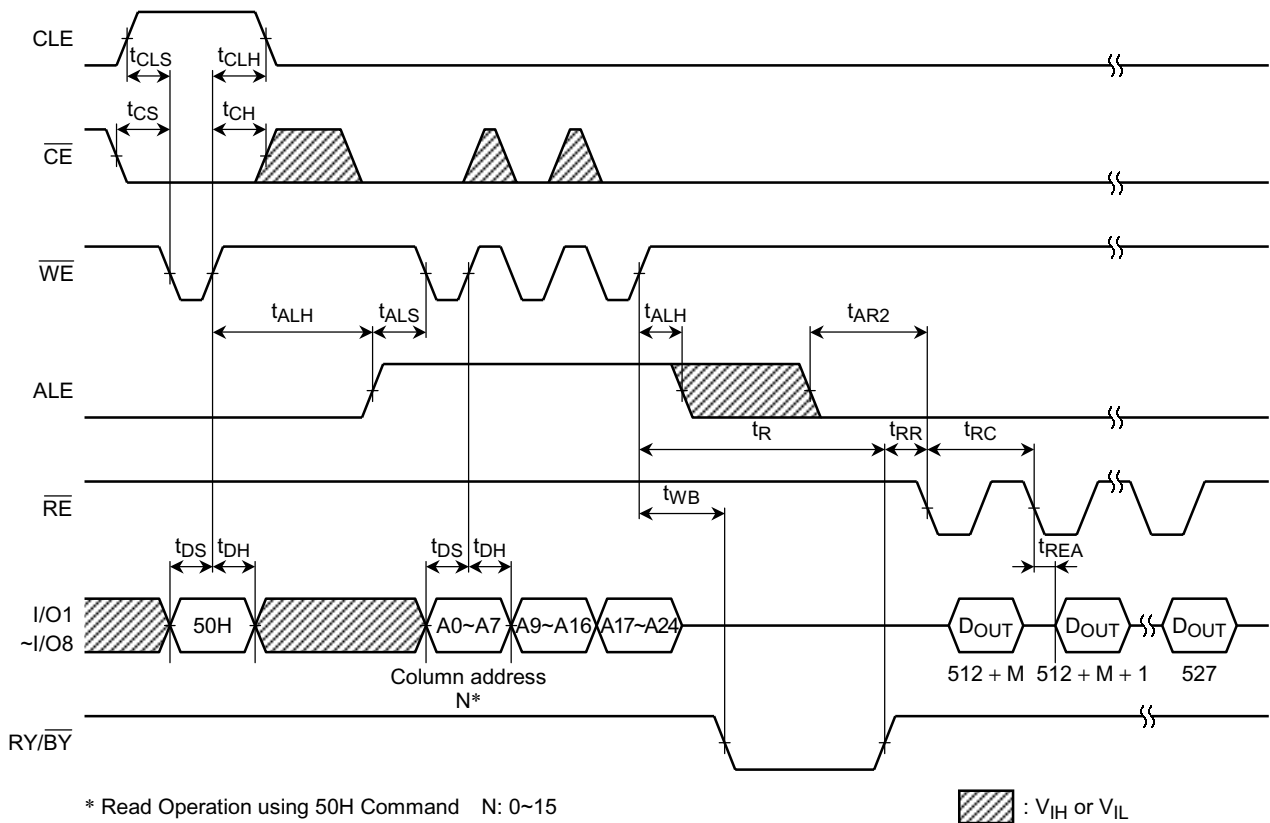 CLE
tCLS tCLH
tCS tCH
CE
WE
tALH tALS tALH tAR2
ALE
tR tRR tRC
RE
tWB
tDS tDH tDS tDH tREA
I/O1
~I/O8
50H A0~A7 A9~A16 A17~A24 DOUT DOUT DOUT
Column address
N*
512 + M 512 + M + 1 527
RY/BY
* Read Operation using 50H Command N: 0~15
: VIH or VIL